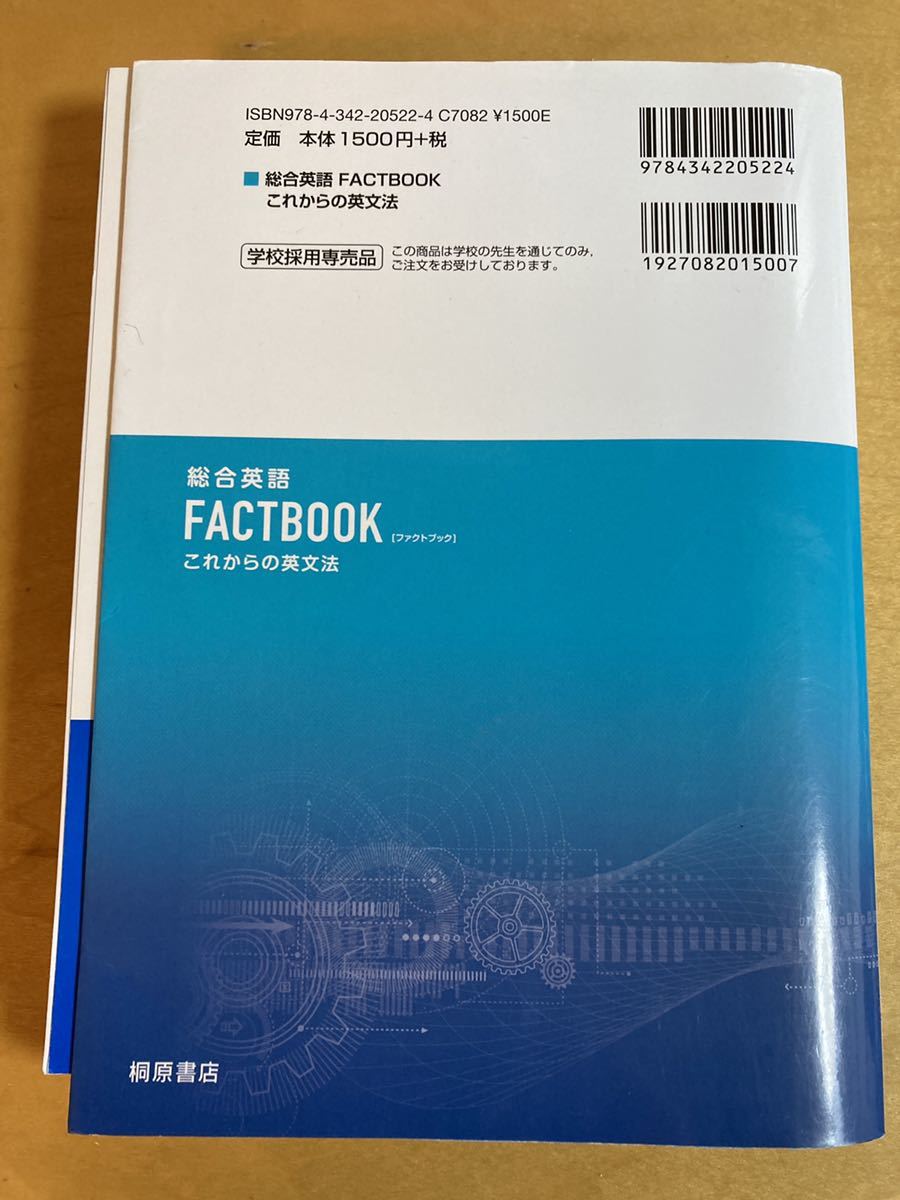 ISBN978-4-342-20522-4 C7082 ¥1500E
定価 本体1500円+税
9784342205224
■ 総合英語 FACTBOOK
これからの英文法
学校採用専売品
この商品は学校の先生を通じてのみ,
ご注文をお受けしております。
1927082015007
総合英語
FACTBOOK [ファクトブック]
これからの英文法
桐原書店